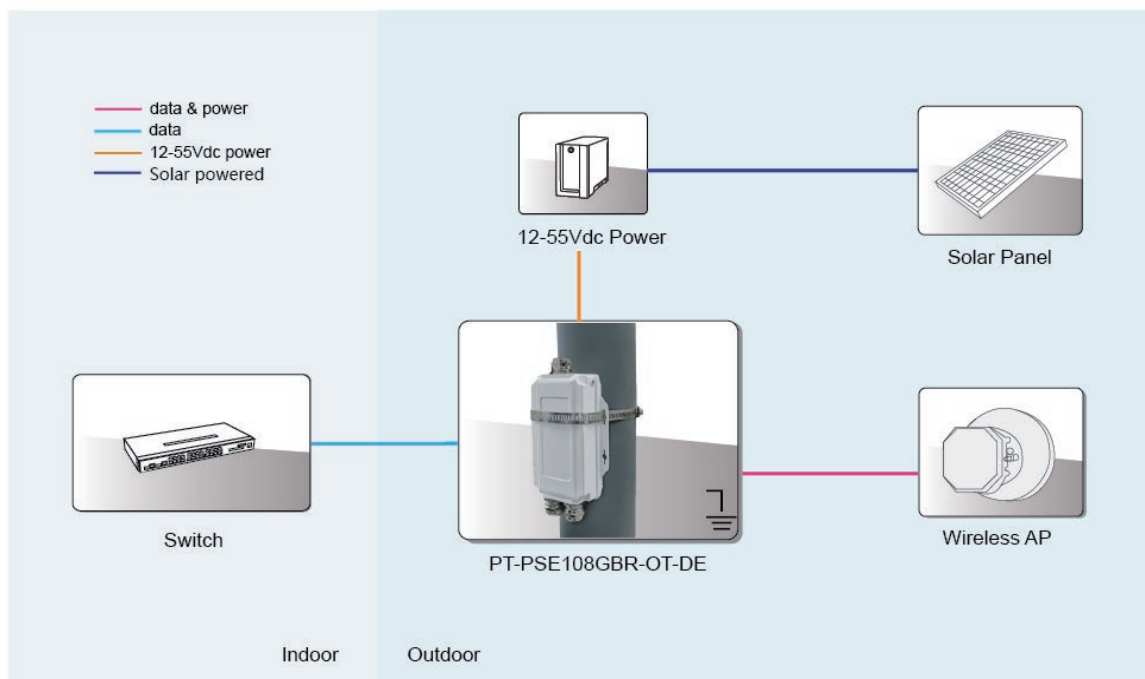 data & power
data
12-55Vdc power
Solar powered
12-55Vdc Power
Solar Panel
Switch
PT-PSE108GBR-OT-DE
Wireless AP
Indoor
Outdoor